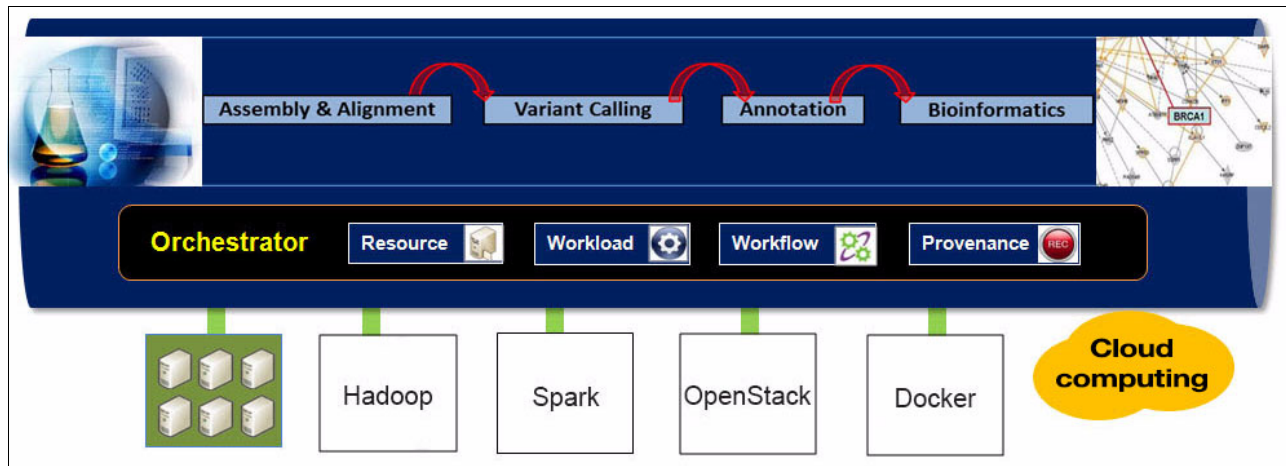 Assembly & Alignment
Variant Calling
Annotation
Bioinformatics
BRCA1
Orchestrator
Resource
Workload
Workflow
Provenance
REC
Hadoop
Spark
OpenStack
Docker
Cloud
computing